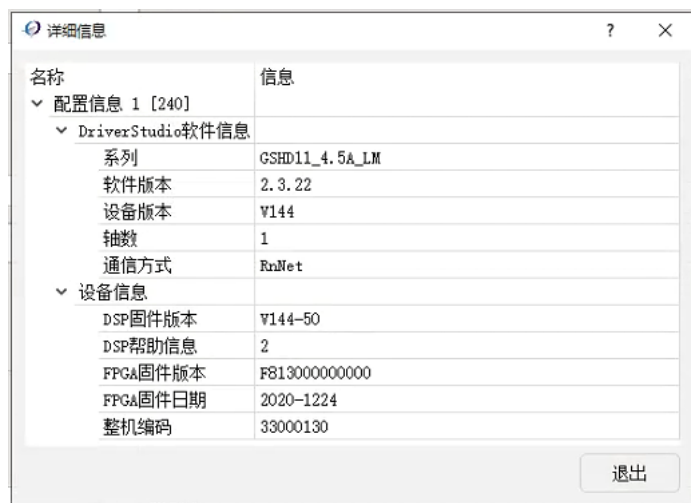 详细信息 ? ×
名称 信息
配置信息 1 [240]
DriverStudio软件信息
系列 GSHD11_4.5A_LM
软件版本 2.3.22
设备版本 V144
轴数 1
通信方式 RnNet
设备信息
DSP固件版本 V144-50
DSP帮助信息 2
FPGA固件版本 F813000000000
FPGA固件日期 2020-1224
整机编码 33000130
退出